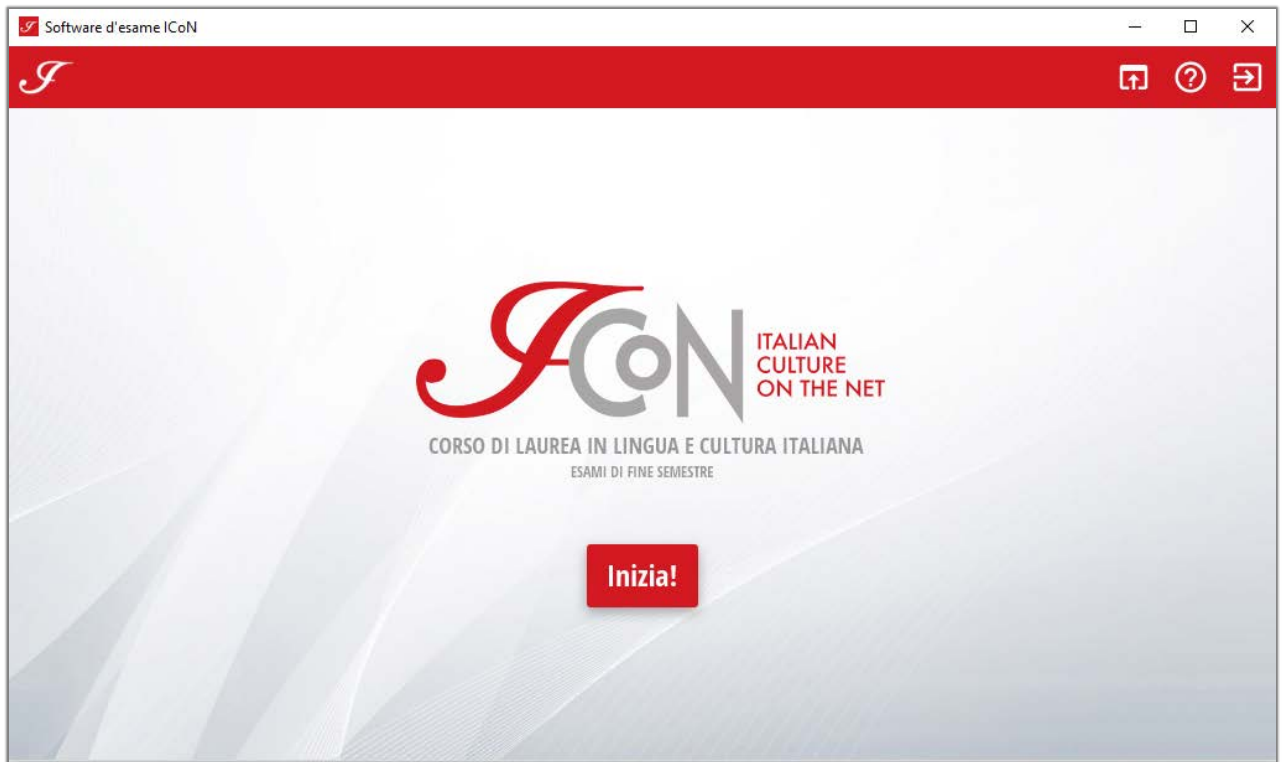 Software d'esame ICoN
ICoN
ITALIAN
CULTURE
ON THE NET
CORSO DI LAUREA IN LINGUA E CULTURA ITALIANA
ESAMI DI FINE SEMESTRE
Inizia!